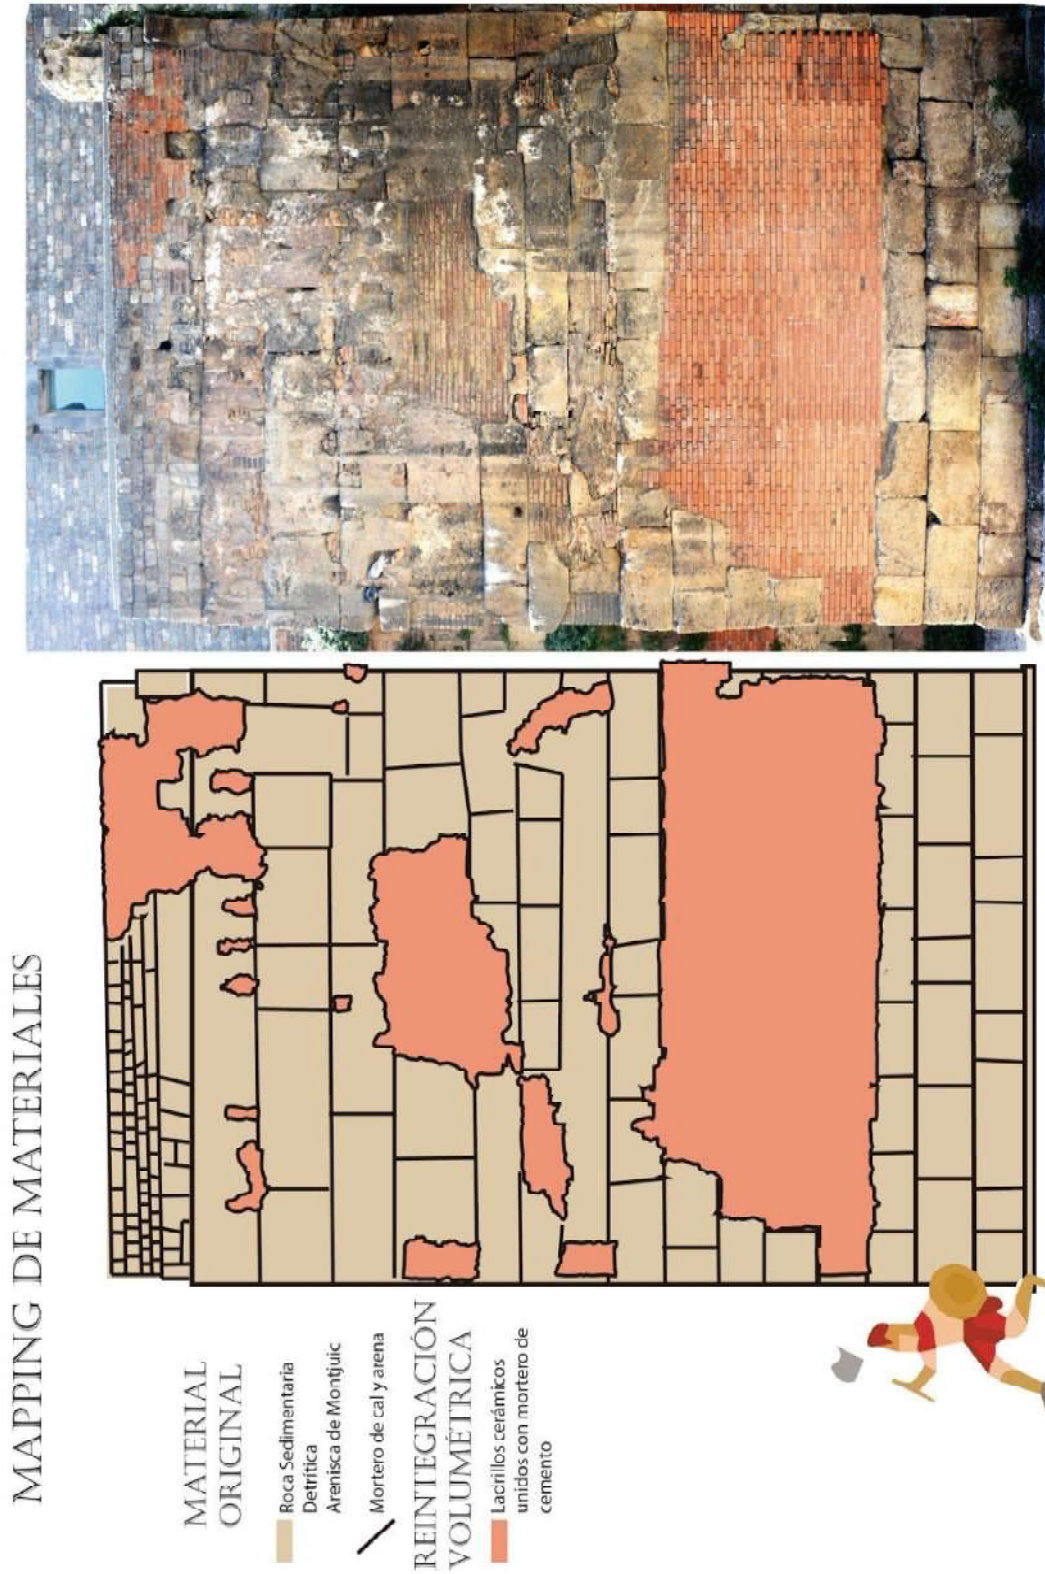 MAPPING DE MATERIALES
MATERIAL
ORIGINAL
Roca Sedimentaria
Detrítica
Arenisca de Montjuic
Mortero de cal y arena
REINTEGRACIÓN
VOLUMÉTRICA
Lacrillos cerámicos
unidos con mortero de
cemento